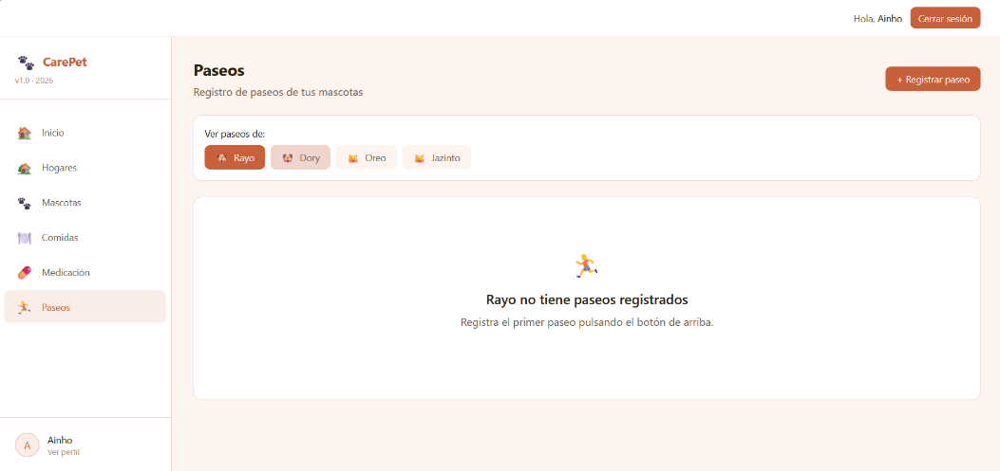 Hola, Ainho Cerrar sesión
CarePet
v1.0 · 2026
Inicio
Hogares
Mascotas
Comidas
Medicación
Paseos
A
Ainho
Ver perfil
Paseos
Registro de paseos de tus mascotas
+ Registrar paseo
Ver paseos de:
Rayo Dory Oreo Jazinto
Rayo no tiene paseos registrados
Registra el primer paseo pulsando el botón de arriba.